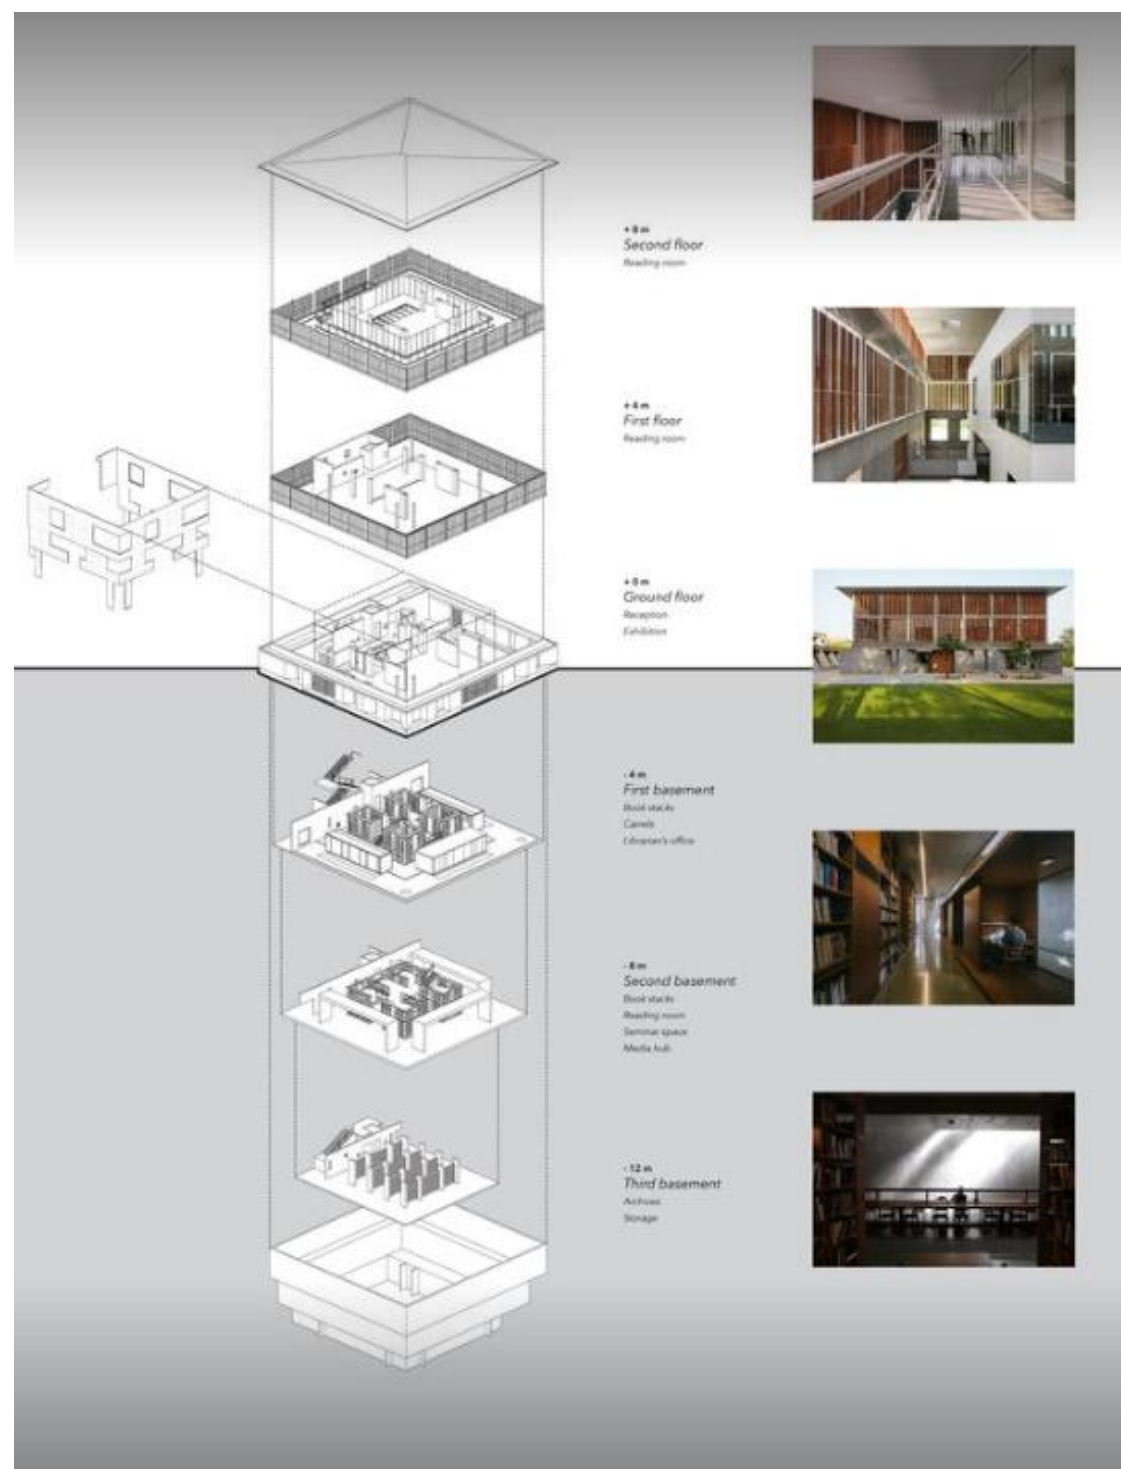 + 8 m
Second floor
Reading room
+ 4 m
First floor
Reading room
+ 0 m
Ground floor
Reception
Exhibition
- 4 m
First basement
Book stacks
Carrels
Librarian's office
- 8 m
Second basement
Book stacks
Reading room
Seminar space
Media hub
- 12 m
Third basement
Archives
Storage